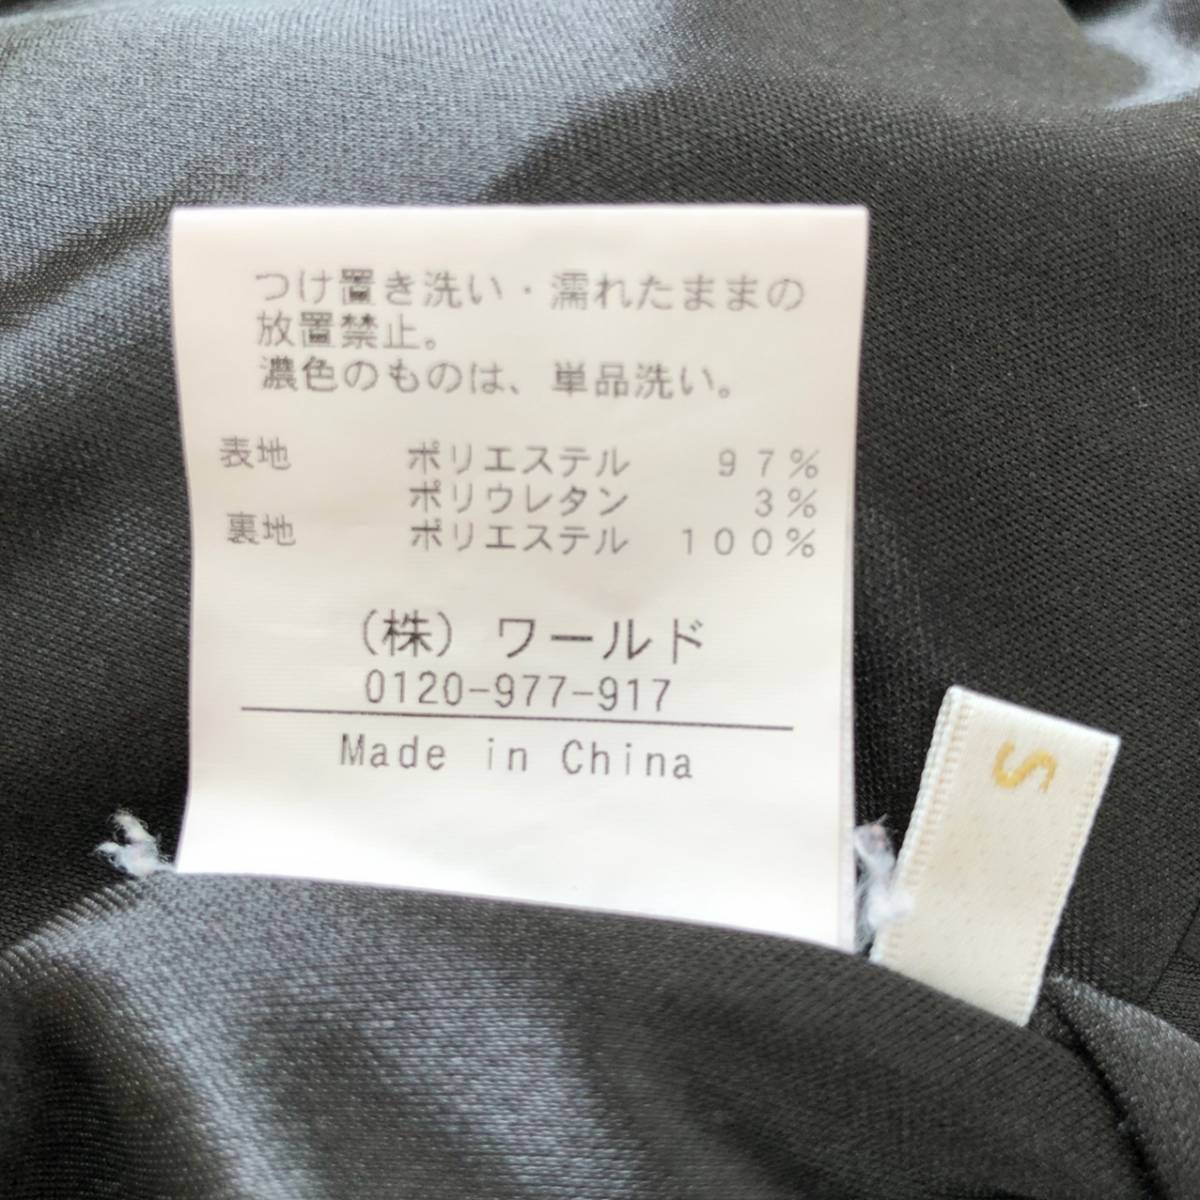 つけ置き洗い・濡れたままの
放置禁止。
濃色のものは、単品洗い。
表地 ポリエステル 97%
ポリウレタン 3%
裏地 ポリエステル 100%
(株) ワールド
0120-977-917
Made in China
S